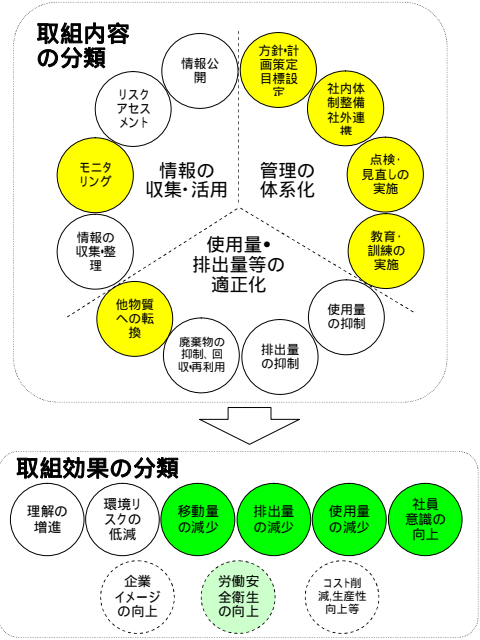 取組内容
の分類
情報公
開
方針・計
画策定
目標設
定
リスク
アセス
メント
社内体
制整備
社外連
携
モニタ
リング
情報の
収集・活用
管理の
体系化
点検・
見直しの
実施
情報の
収集・整
理
使用量・
排出量等の
適正化
教育・
訓練の
実施
他物質
への転
換
廃棄物の
抑制、回
収・再利用
排出量
の抑制
使用量
の抑制
取組効果の分類
理解の
増進
環境リ
スクの
低減
移動量
の減少
排出量
の減少
使用量
の減少
社員
意識の
向上
企業
イメージ
の向上
労働安
全衛生
の向上
コスト削
減,生産性
向上等